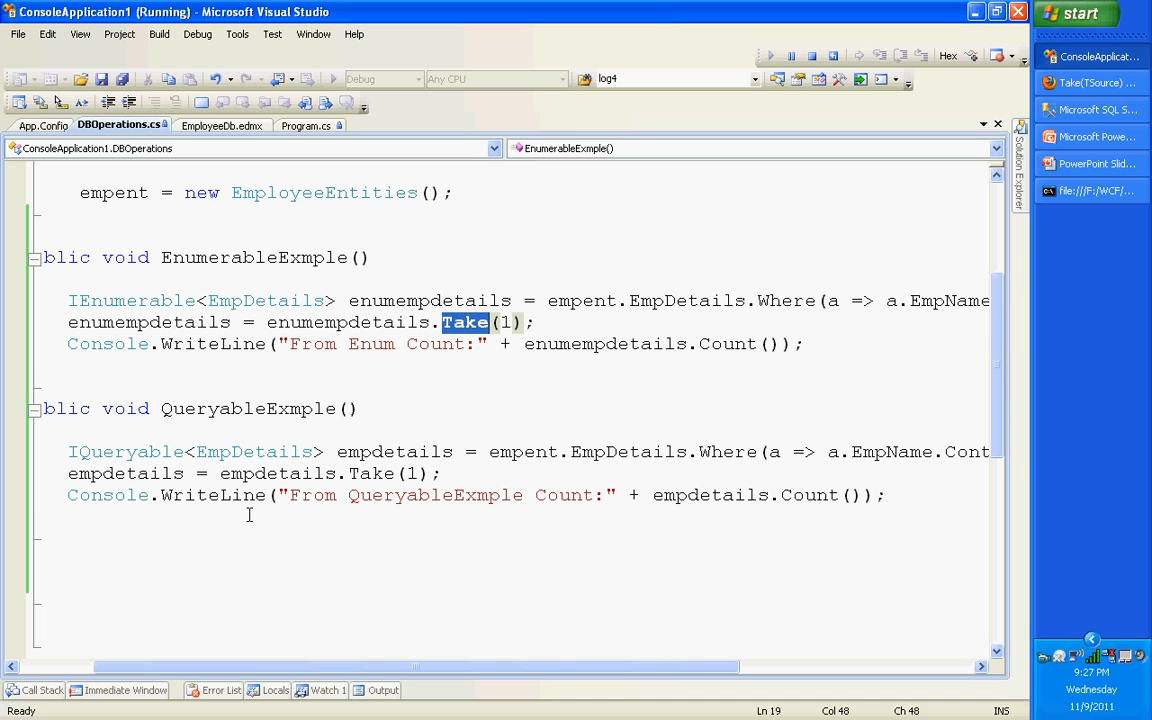 ConsoleApplication1 (Running) - Microsoft Visual Studio
start
File Edit View Project Build Debug Tools Test Window Help
Hex
ConsoleApplicat...
Debug Any CPU log4
Take(TSource) ...
Microsoft SQL S...
App.Config DBOperations.cs EmployeeDb.edmx Program.cs
Microsoft Powe...
ConsoleApplication1.DBOperations EnumerableExmple()
PowerPoint Slid...
Solution Explorer
file:///F:/WCF/...
empent = new EmployeeEntities();
blic void EnumerableExmple()
IEnumerable<EmpDetails> enumempdetails = empent.EmpDetails.Where(a => a.EmpName
enumempdetails = enumempdetails.Take(1);
Console.WriteLine("From Enum Count:" + enumempdetails.Count());
blic void QueryableExmple()
IQueryable<EmpDetails> empdetails = empent.EmpDetails.Where(a => a.EmpName.Cont
empdetails = empdetails.Take(1);
Console.WriteLine("From QueryableExmple Count:" + empdetails.Count());
Call Stack Immediate Window Error List Locals Watch 1 Output
9:27 PM
Wednesday
11/9/2011
Ready Ln 19 Col 48 Ch 48 INS